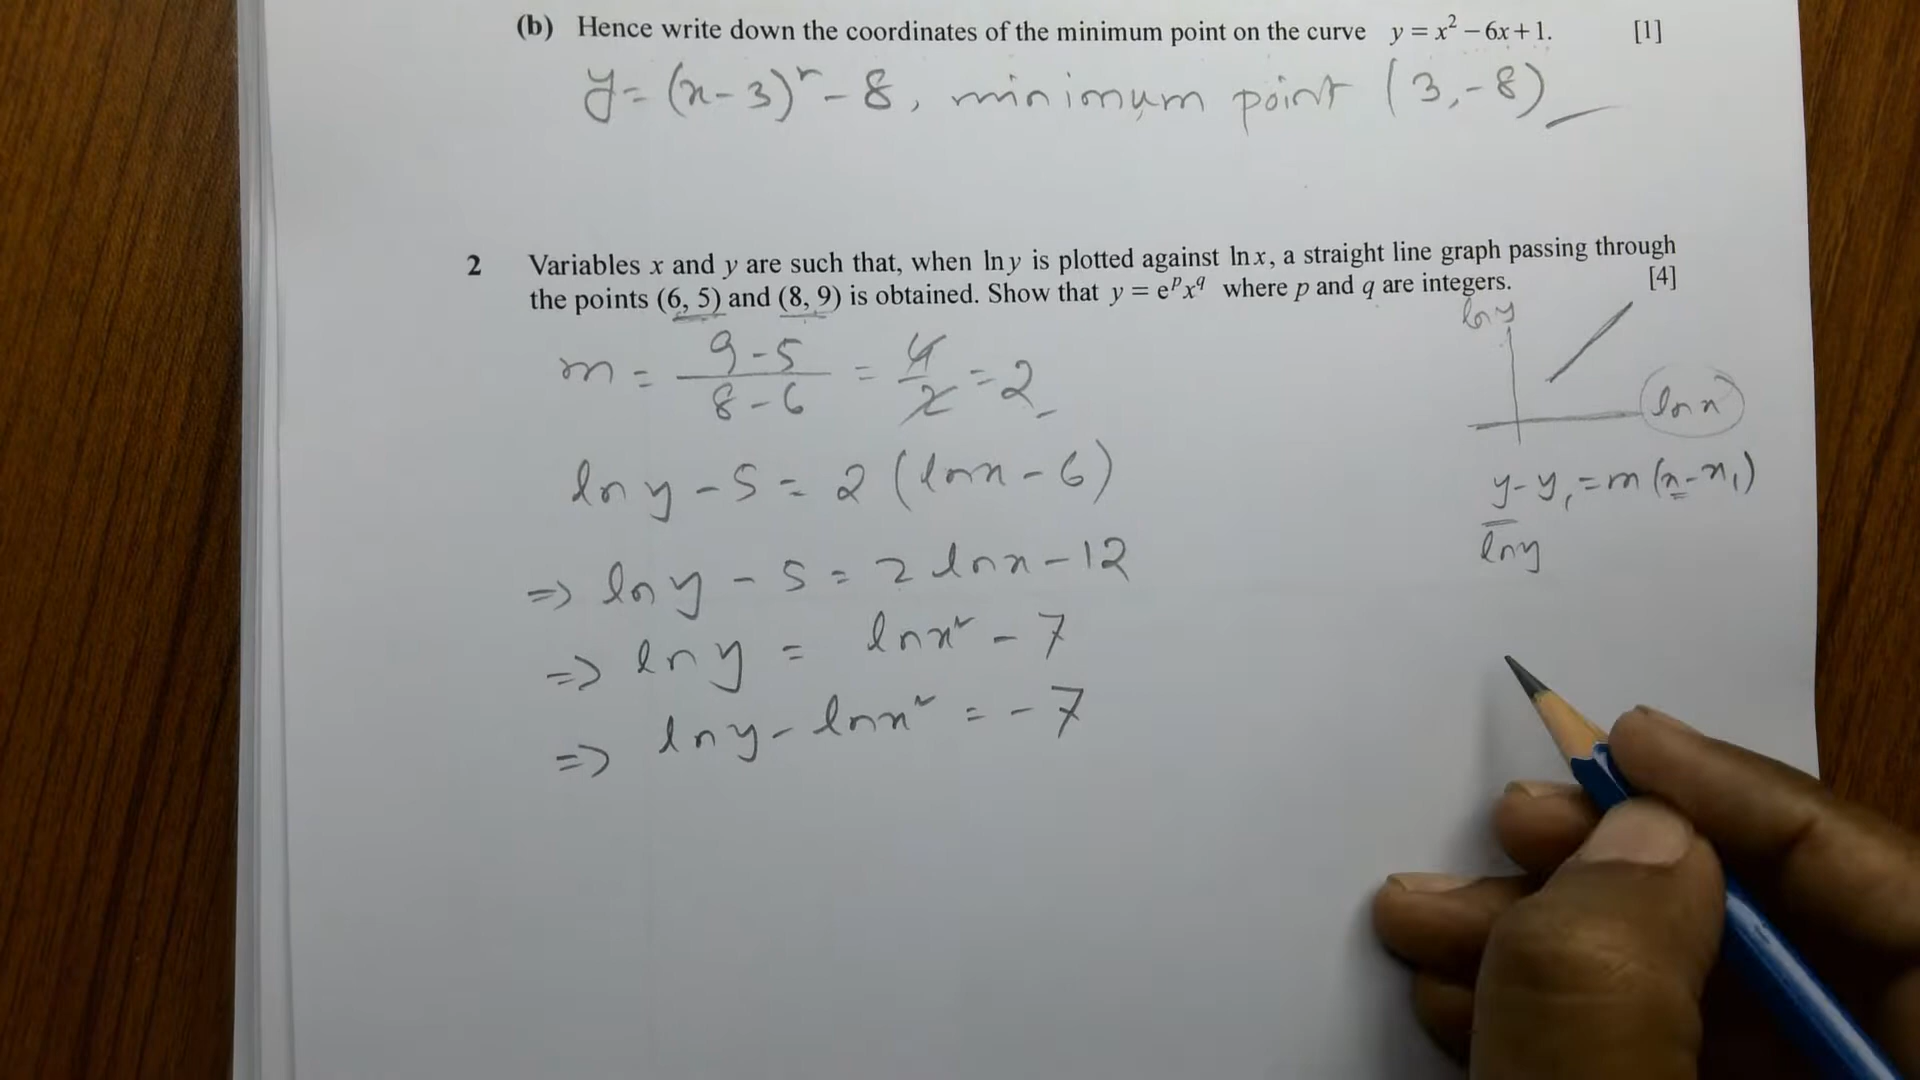 (b) Hence write down the coordinates of the minimum point on the curve y = x² − 6x + 1. [1]
y = (x − 3)² − 8, minimum point (3, −8)
2 Variables x and y are such that, when ln y is plotted against ln x, a straight line graph passing through
the points (6, 5) and (8, 9) is obtained. Show that y = e^p x^q where p and q are integers. [4]
ln y
m = (9 − 5)/(8 − 6) = 4/2 = 2
ln x
ln y − 5 = 2 (ln x − 6)
y − y₁ = m (x − x₁)
ln y
=> ln y − 5 = 2 ln x − 12
=> ln y = ln x² − 7
=> ln y − ln x² = − 7